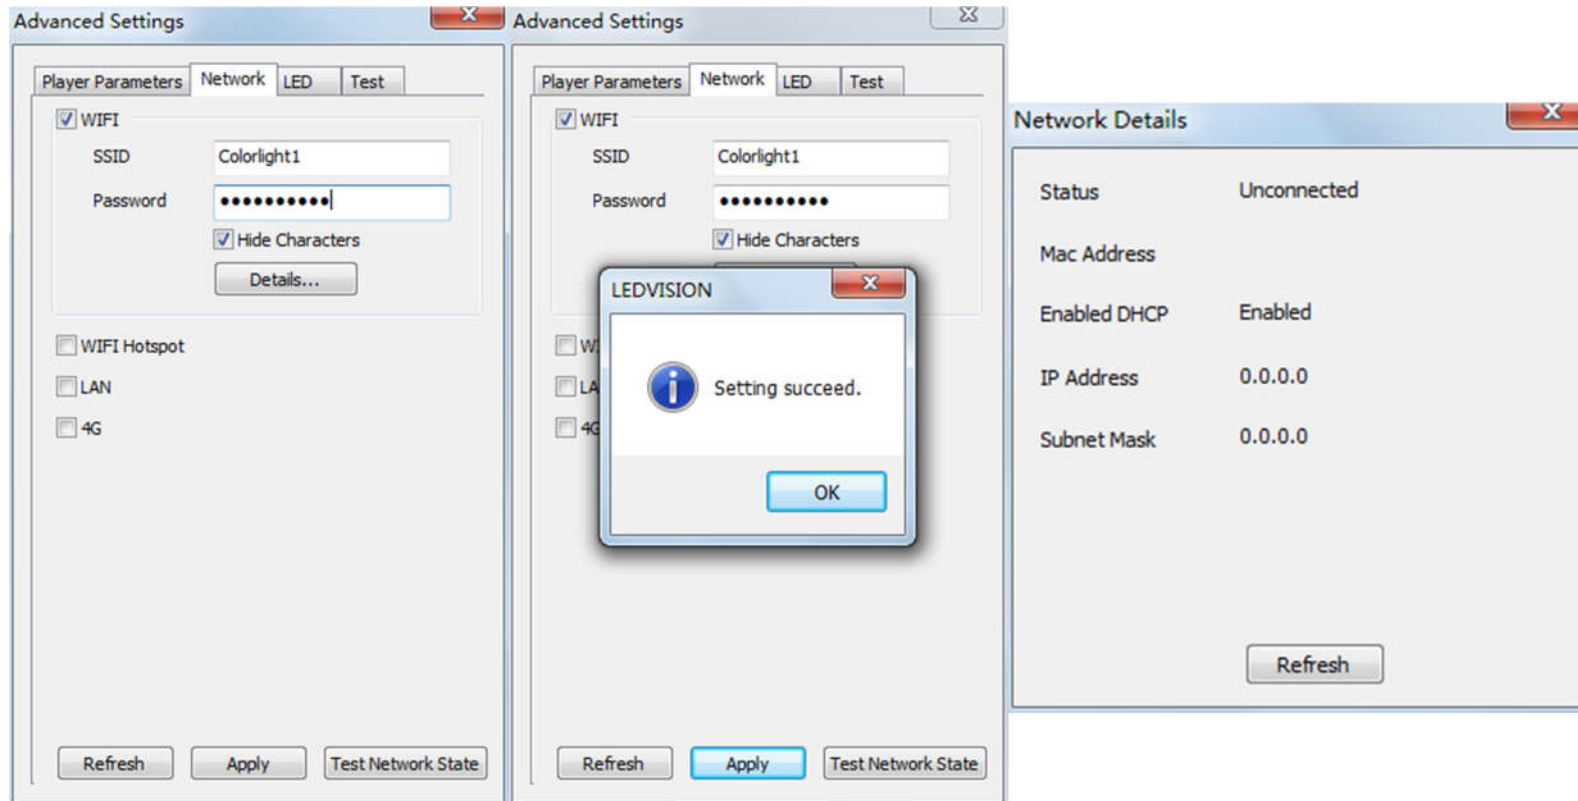 Advanced Settings
Player Parameters Network LED Test
WIFI
SSID Colorlight1
Password ●●●●●●●●●●
Hide Characters
Details...
WIFI Hotspot
LAN
4G
Refresh Apply Test Network State
Advanced Settings
Player Parameters Network LED Test
WIFI
SSID Colorlight1
Password ●●●●●●●●●●
Hide Characters
LEDVISION
Setting succeed.
OK
4G
Refresh Apply Test Network State
Network Details
Status Unconnected
Mac Address
Enabled DHCP Enabled
IP Address 0.0.0.0
Subnet Mask 0.0.0.0
Refresh